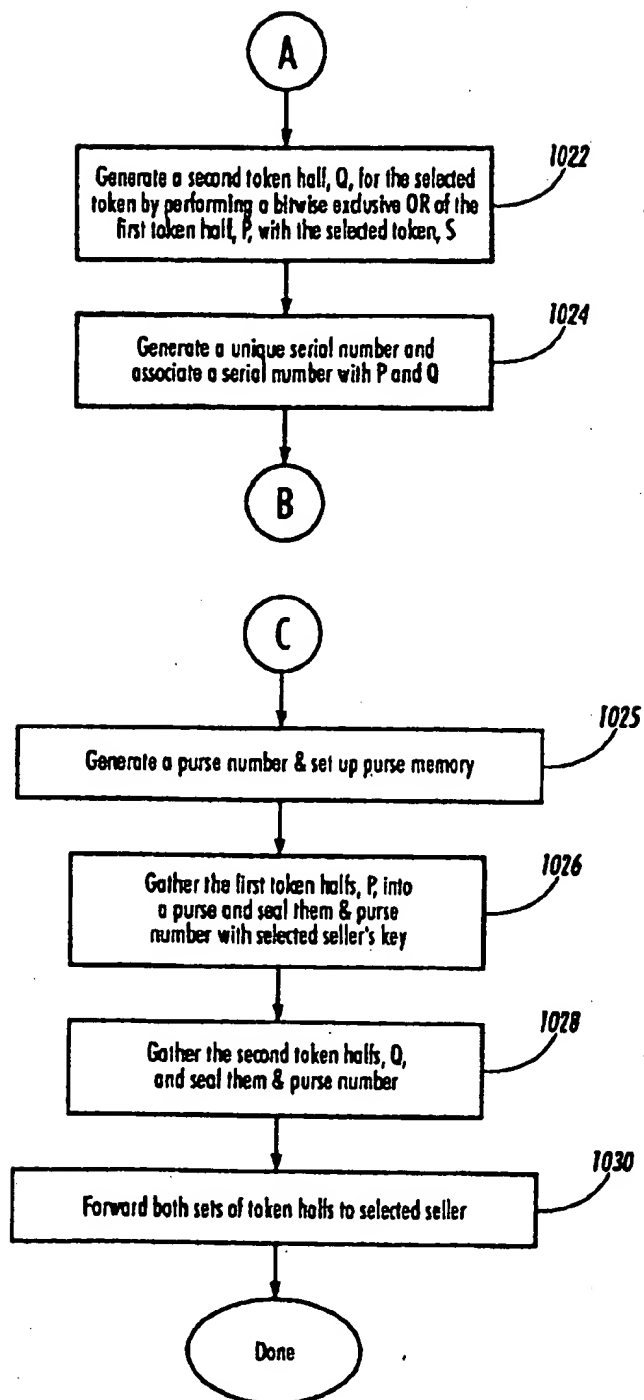 A
1022
Generate a second token half, Q, for the selected
token by performing a bitwise exclusive OR of the
first token half, P, with the selected token, S
1024
Generate a unique serial number and
associate a serial number with P and Q
B
C
1025
Generate a purse number & set up purse memory
1026
Gather the first token halfs, P, into
a purse and seal them & purse
number with selected seller's key
1028
Gather the second token halfs, Q,
and seal them & purse number
1030
Forward both sets of token halfs to selected seller
Done